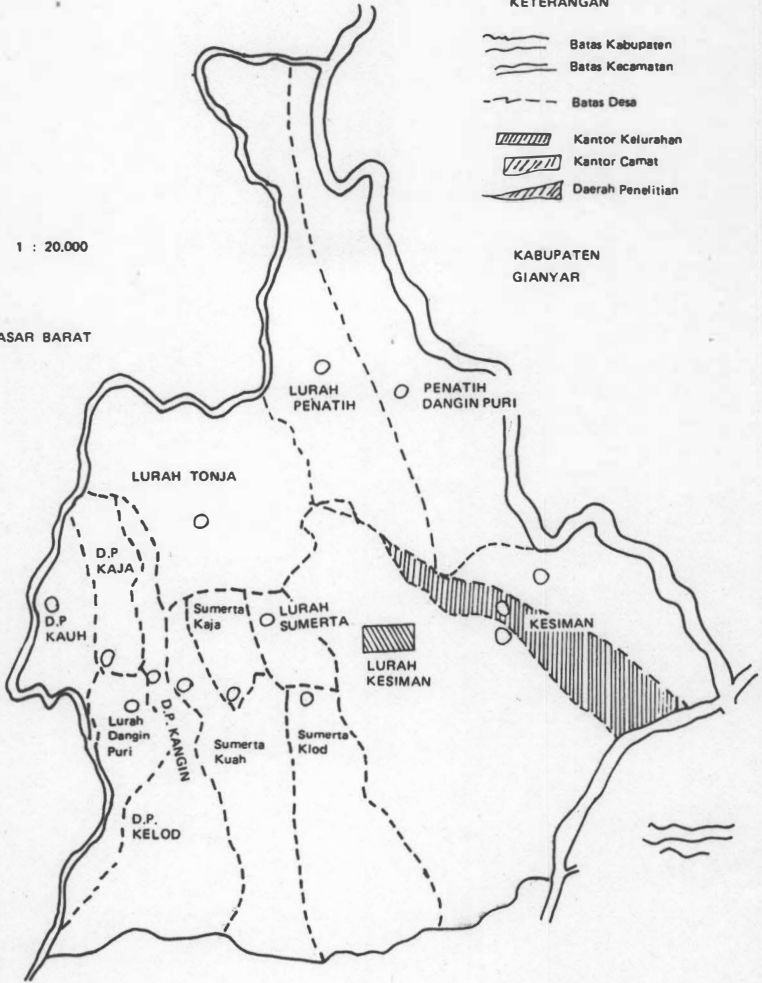 KETERANGAN
Batas Kabupaten
Batas Kecamatan
Batas Desa
Kantor Kelurahan
Kantor Camat
Daerah Penelitian
1 : 20.000
KABUPATEN
GIANYAR
ASAR BARAT
LURAH
PENATIH
PENATIH
DANGIN PURI
LURAH TONJA
D.P
KAJA
D.P
KAUH
Sumerta
Kaja
LURAH
SUMERTA
KESIMAN
LURAH
KESIMAN
Lurah
Dangin
Puri
D.P. KANGIN
Sumerta
Kuah
Sumerta
Klod
D.P.
KELOD